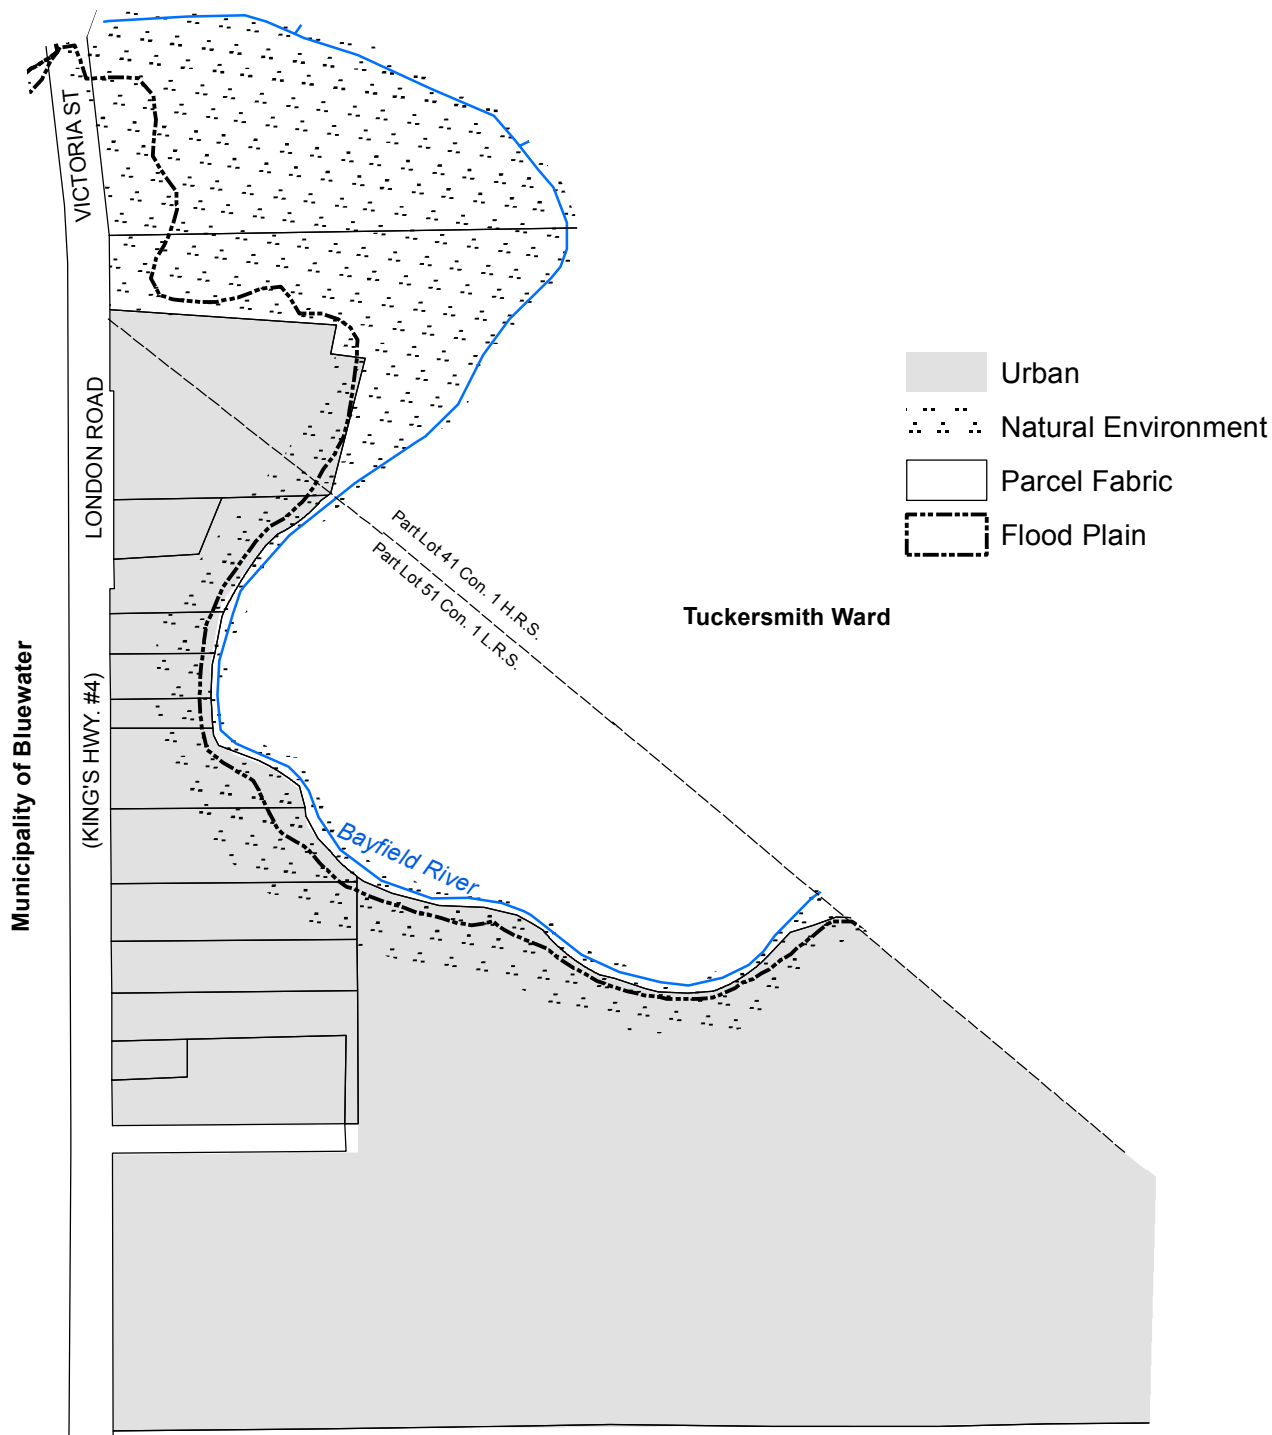 VICTORIA ST
LONDON ROAD
(KING'S HWY. #4)
Municipality of Bluewater
Urban
Natural Environment
Parcel Fabric
Flood Plain
Part Lot 41 Con. 1 H.R.S.
Part Lot 51 Con. 1 L.R.S.
Tuckersmith Ward
Bayfield River